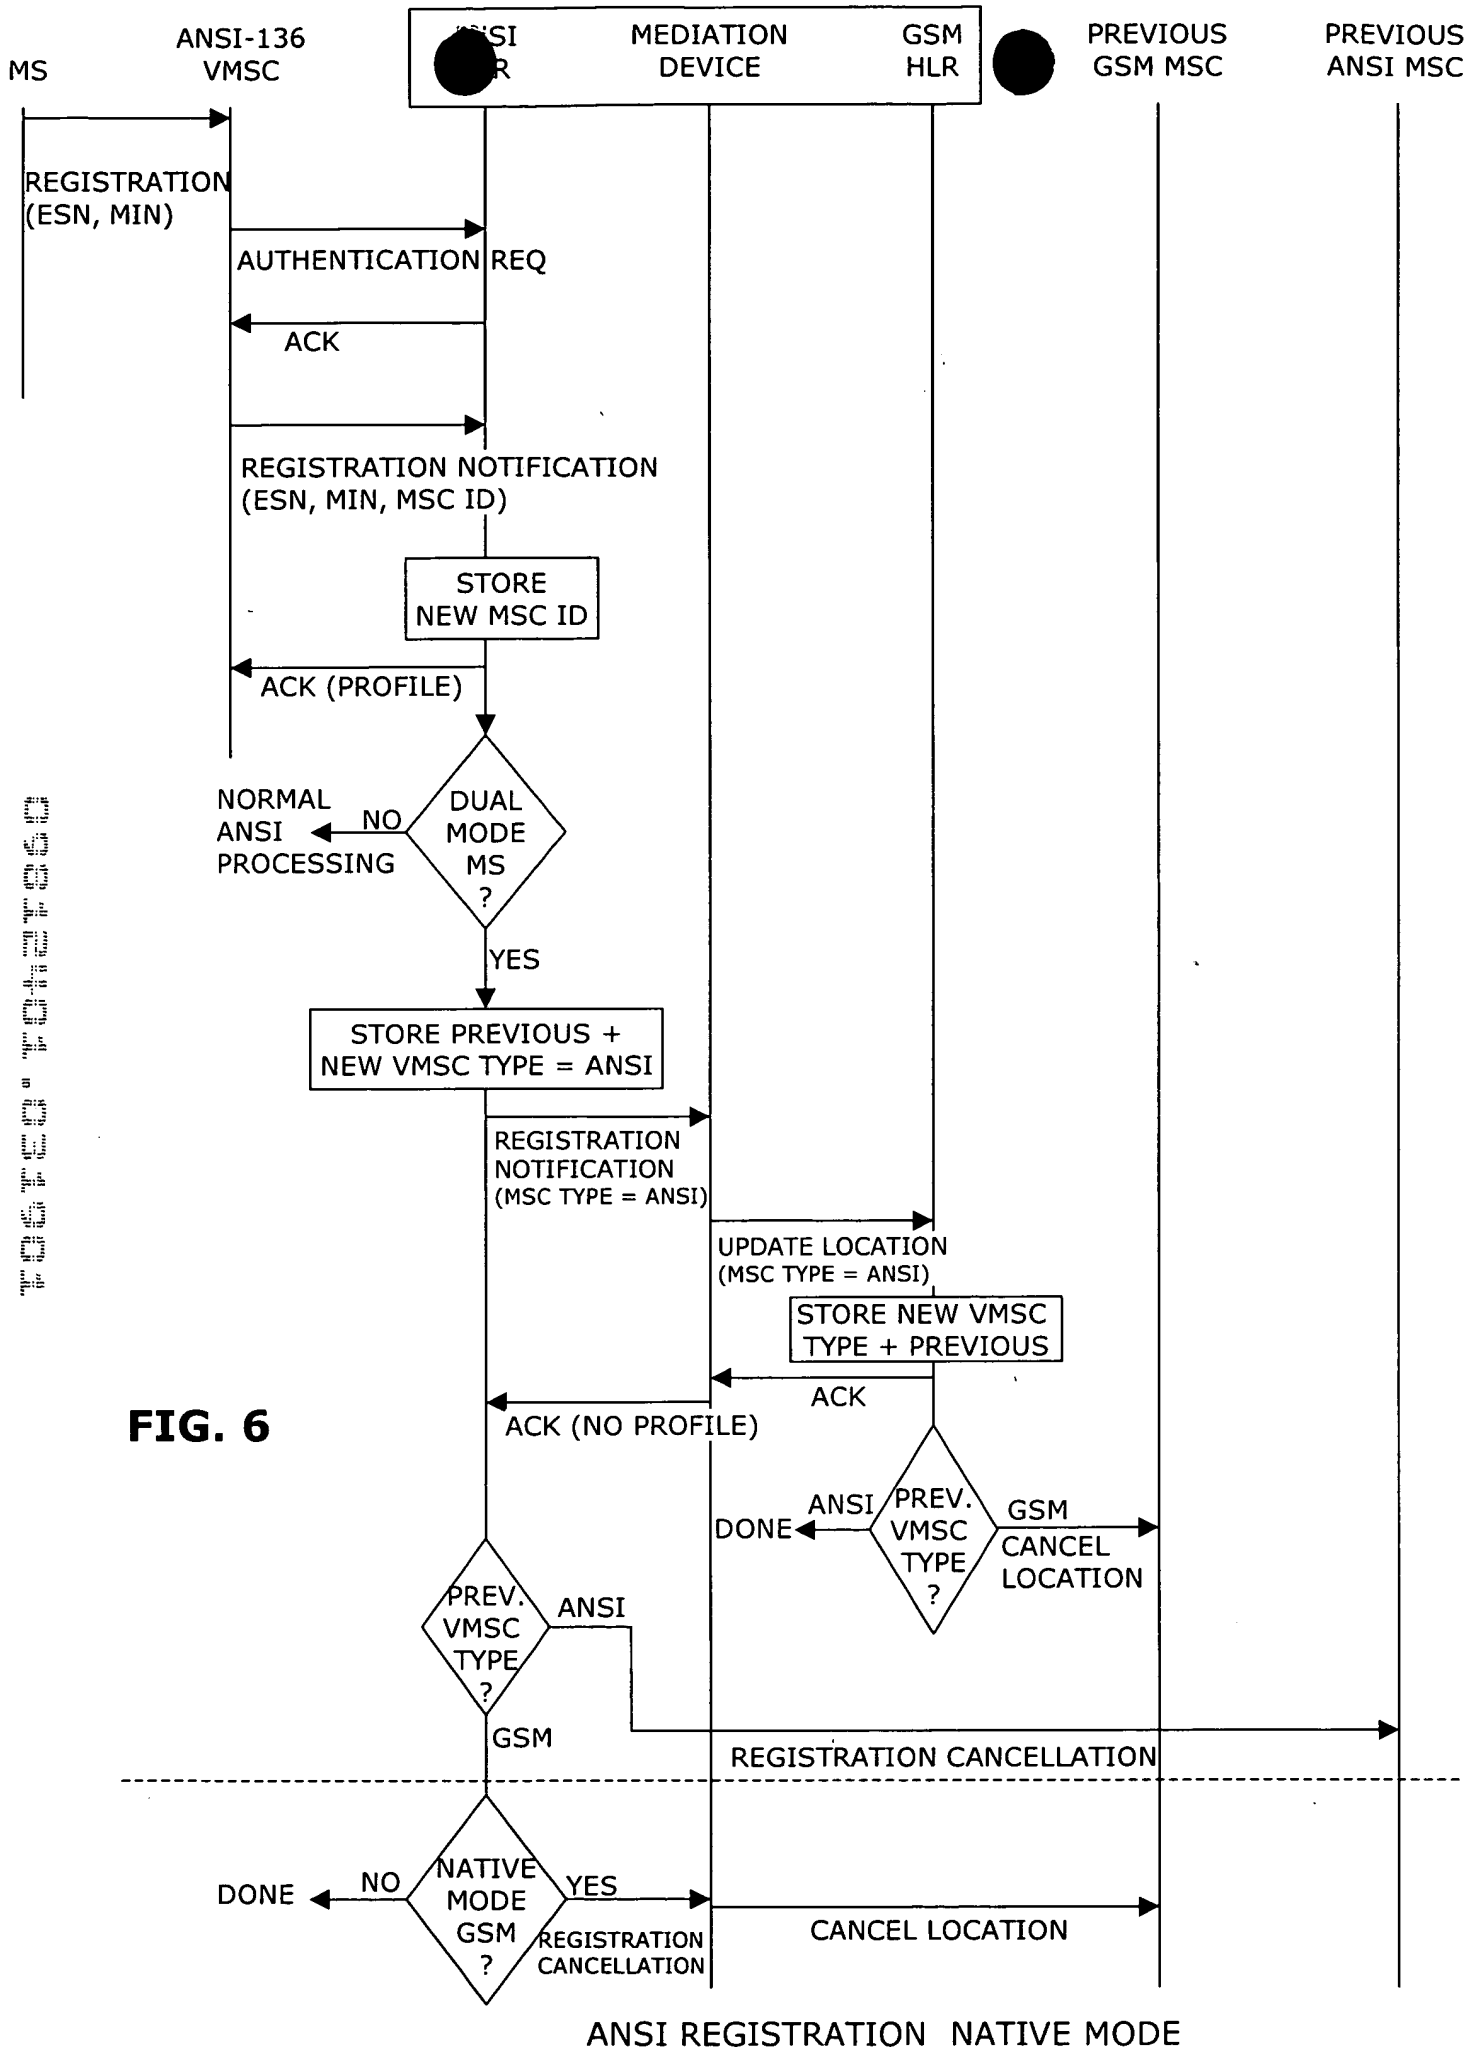 MS
ANSI-136
VMSC
MEDIATION
DEVICE
GSM
HLR
PREVIOUS
GSM MSC
PREVIOUS
ANSI MSC
REGISTRATION
(ESN, MIN)
AUTHENTICATION REQ
ACK
REGISTRATION NOTIFICATION
(ESN, MIN, MSC ID)
STORE
NEW MSC ID
ACK (PROFILE)
DUAL
MODE
MS
?
NO
NORMAL
ANSI
PROCESSING
YES
STORE PREVIOUS +
NEW VMSC TYPE = ANSI
REGISTRATION
NOTIFICATION
(MSC TYPE = ANSI)
UPDATE LOCATION
(MSC TYPE = ANSI)
STORE NEW VMSC
TYPE + PREVIOUS
ACK
ACK (NO PROFILE)
FIG. 6
PREV.
VMSC
TYPE
?
ANSI
DONE
GSM
CANCEL
LOCATION
PREV.
VMSC
TYPE
?
ANSI
GSM
REGISTRATION CANCELLATION
NATIVE
MODE
GSM
?
NO
DONE
YES
REGISTRATION
CANCELLATION
CANCEL LOCATION
ANSI REGISTRATION NATIVE MODE